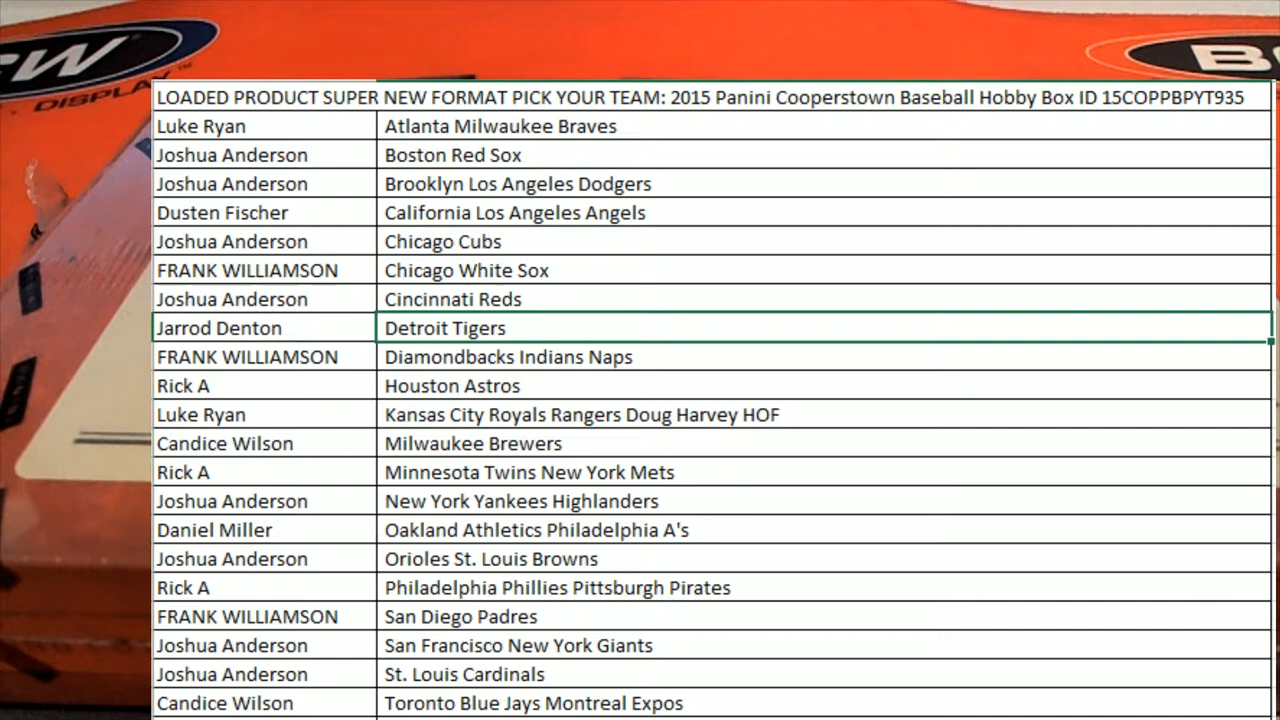 CW
DISPLAY™
B
LOADED PRODUCT SUPER NEW FORMAT PICK YOUR TEAM: 2015 Panini Cooperstown Baseball Hobby Box ID 15COPPBPYT935
Luke Ryan Atlanta Milwaukee Braves
Joshua Anderson Boston Red Sox
Joshua Anderson Brooklyn Los Angeles Dodgers
Dusten Fischer California Los Angeles Angels
Joshua Anderson Chicago Cubs
FRANK WILLIAMSON Chicago White Sox
Joshua Anderson Cincinnati Reds
Jarrod Denton Detroit Tigers
FRANK WILLIAMSON Diamondbacks Indians Naps
Rick A Houston Astros
Luke Ryan Kansas City Royals Rangers Doug Harvey HOF
Candice Wilson Milwaukee Brewers
Rick A Minnesota Twins New York Mets
Joshua Anderson New York Yankees Highlanders
Daniel Miller Oakland Athletics Philadelphia A's
Joshua Anderson Orioles St. Louis Browns
Rick A Philadelphia Phillies Pittsburgh Pirates
FRANK WILLIAMSON San Diego Padres
Joshua Anderson San Francisco New York Giants
Joshua Anderson St. Louis Cardinals
Candice Wilson Toronto Blue Jays Montreal Expos